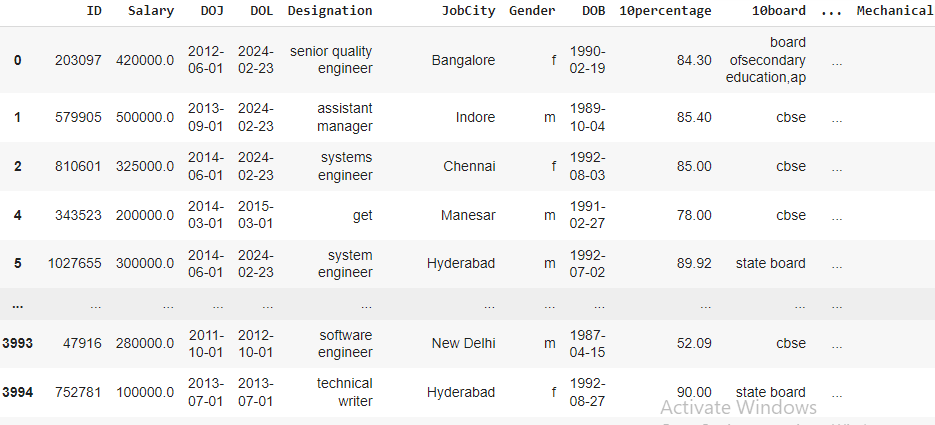 ID Salary DOJ DOL Designation JobCity Gender DOB 10percentage 10board ... Mechanical
0 203097 420000.0 2012-06-01 2024-02-23 senior quality engineer Bangalore f 1990-02-19 84.30 board ofsecondary education,ap ...
1 579905 500000.0 2013-09-01 2024-02-23 assistant manager Indore m 1989-10-04 85.40 cbse ...
2 810601 325000.0 2014-06-01 2024-02-23 systems engineer Chennai f 1992-08-03 85.00 cbse ...
4 343523 200000.0 2014-03-01 2015-03-01 get Manesar m 1991-02-27 78.00 cbse ...
5 1027655 300000.0 2014-06-01 2024-02-23 system engineer Hyderabad m 1992-07-02 89.92 state board ...
... ... ... ... ... ... ... ... ... ... ... ...
3993 47916 280000.0 2011-10-01 2012-10-01 software engineer New Delhi m 1987-04-15 52.09 cbse ...
3994 752781 100000.0 2013-07-01 2013-07-01 technical writer Hyderabad f 1992-08-27 90.00 state board ...
Activate Windows